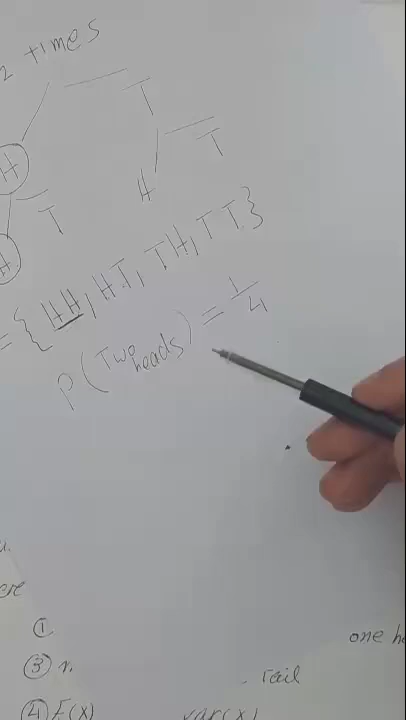 2 times
T
H T
H T
H
= {HH, HT, TH, TT}
P(Two heads) = 1/4
①
one
③ n.
Tail
④ E(X) var(X)